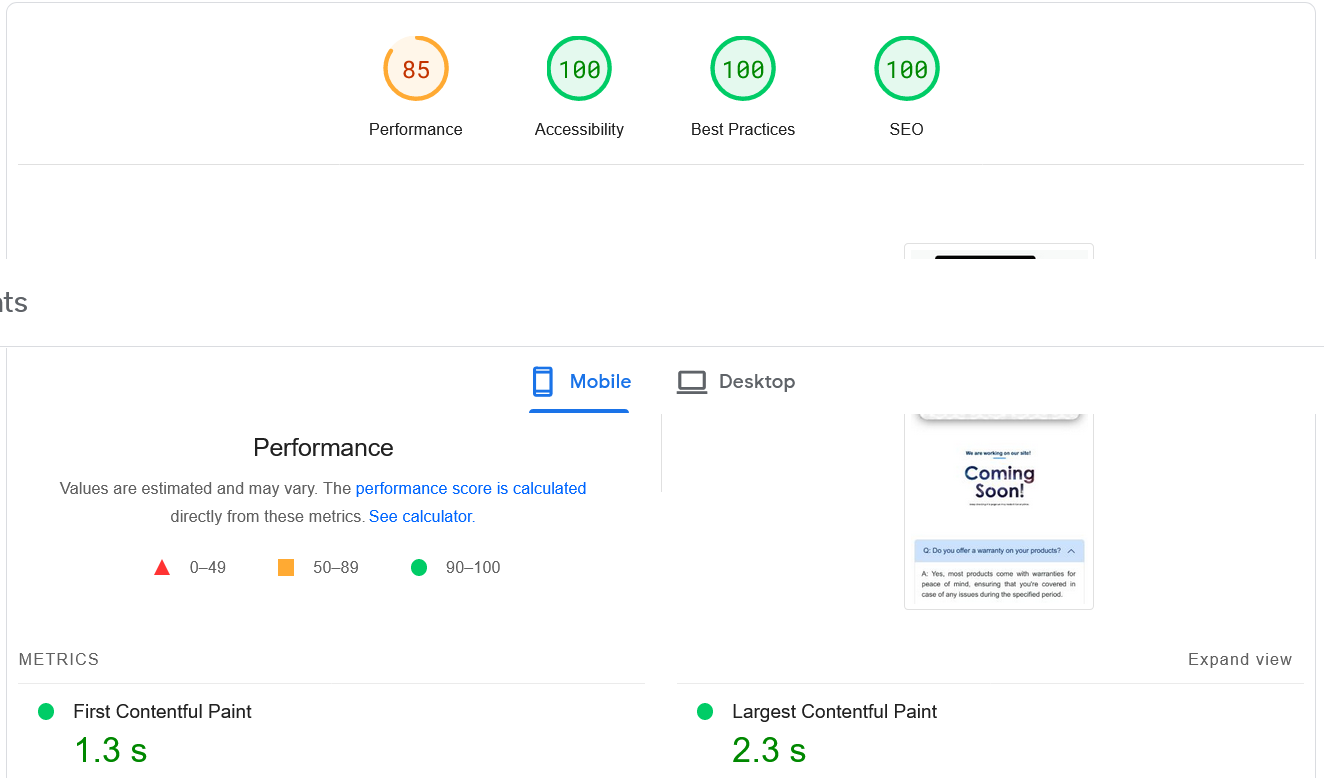 85
100
100
100
Performance
Accessibility
Best Practices
SEO
Mobile
Desktop
Performance
Values are estimated and may vary. The performance score is calculated
directly from these metrics. See calculator.
0–49
50–89
90–100
We are working on our site!
Coming
Soon!
Q: Do you offer a warranty on your products?
A: Yes, most products come with warranties for
peace of mind, ensuring that you're covered in
case of any issues during the specified period.
METRICS
Expand view
First Contentful Paint
1.3 s
Largest Contentful Paint
2.3 s